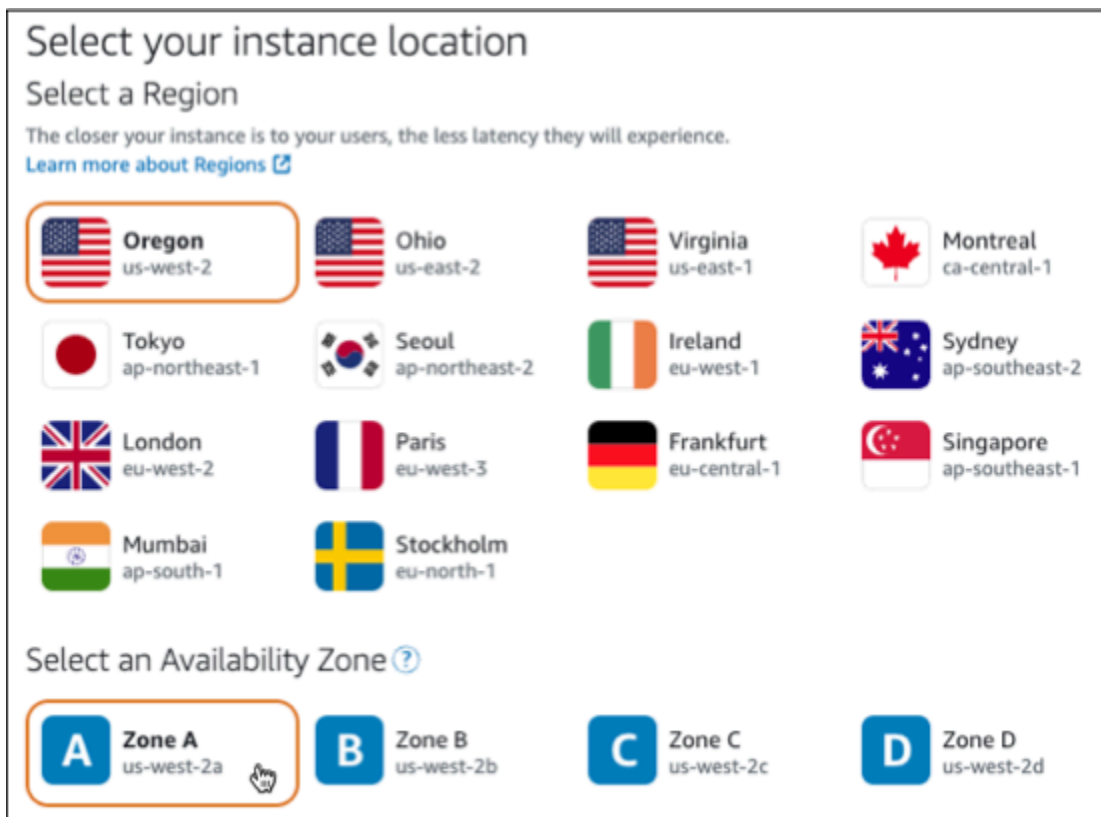 Select your instance location
Select a Region
The closer your instance is to your users, the less latency they will experience.
Learn more about Regions
Oregon
us-west-2
Ohio
us-east-2
Virginia
us-east-1
Montreal
ca-central-1
Tokyo
ap-northeast-1
Seoul
ap-northeast-2
Ireland
eu-west-1
Sydney
ap-southeast-2
London
eu-west-2
Paris
eu-west-3
Frankfurt
eu-central-1
Singapore
ap-southeast-1
Mumbai
ap-south-1
Stockholm
eu-north-1
Select an Availability Zone ?
A
Zone A
us-west-2a
B
Zone B
us-west-2b
C
Zone C
us-west-2c
D
Zone D
us-west-2d